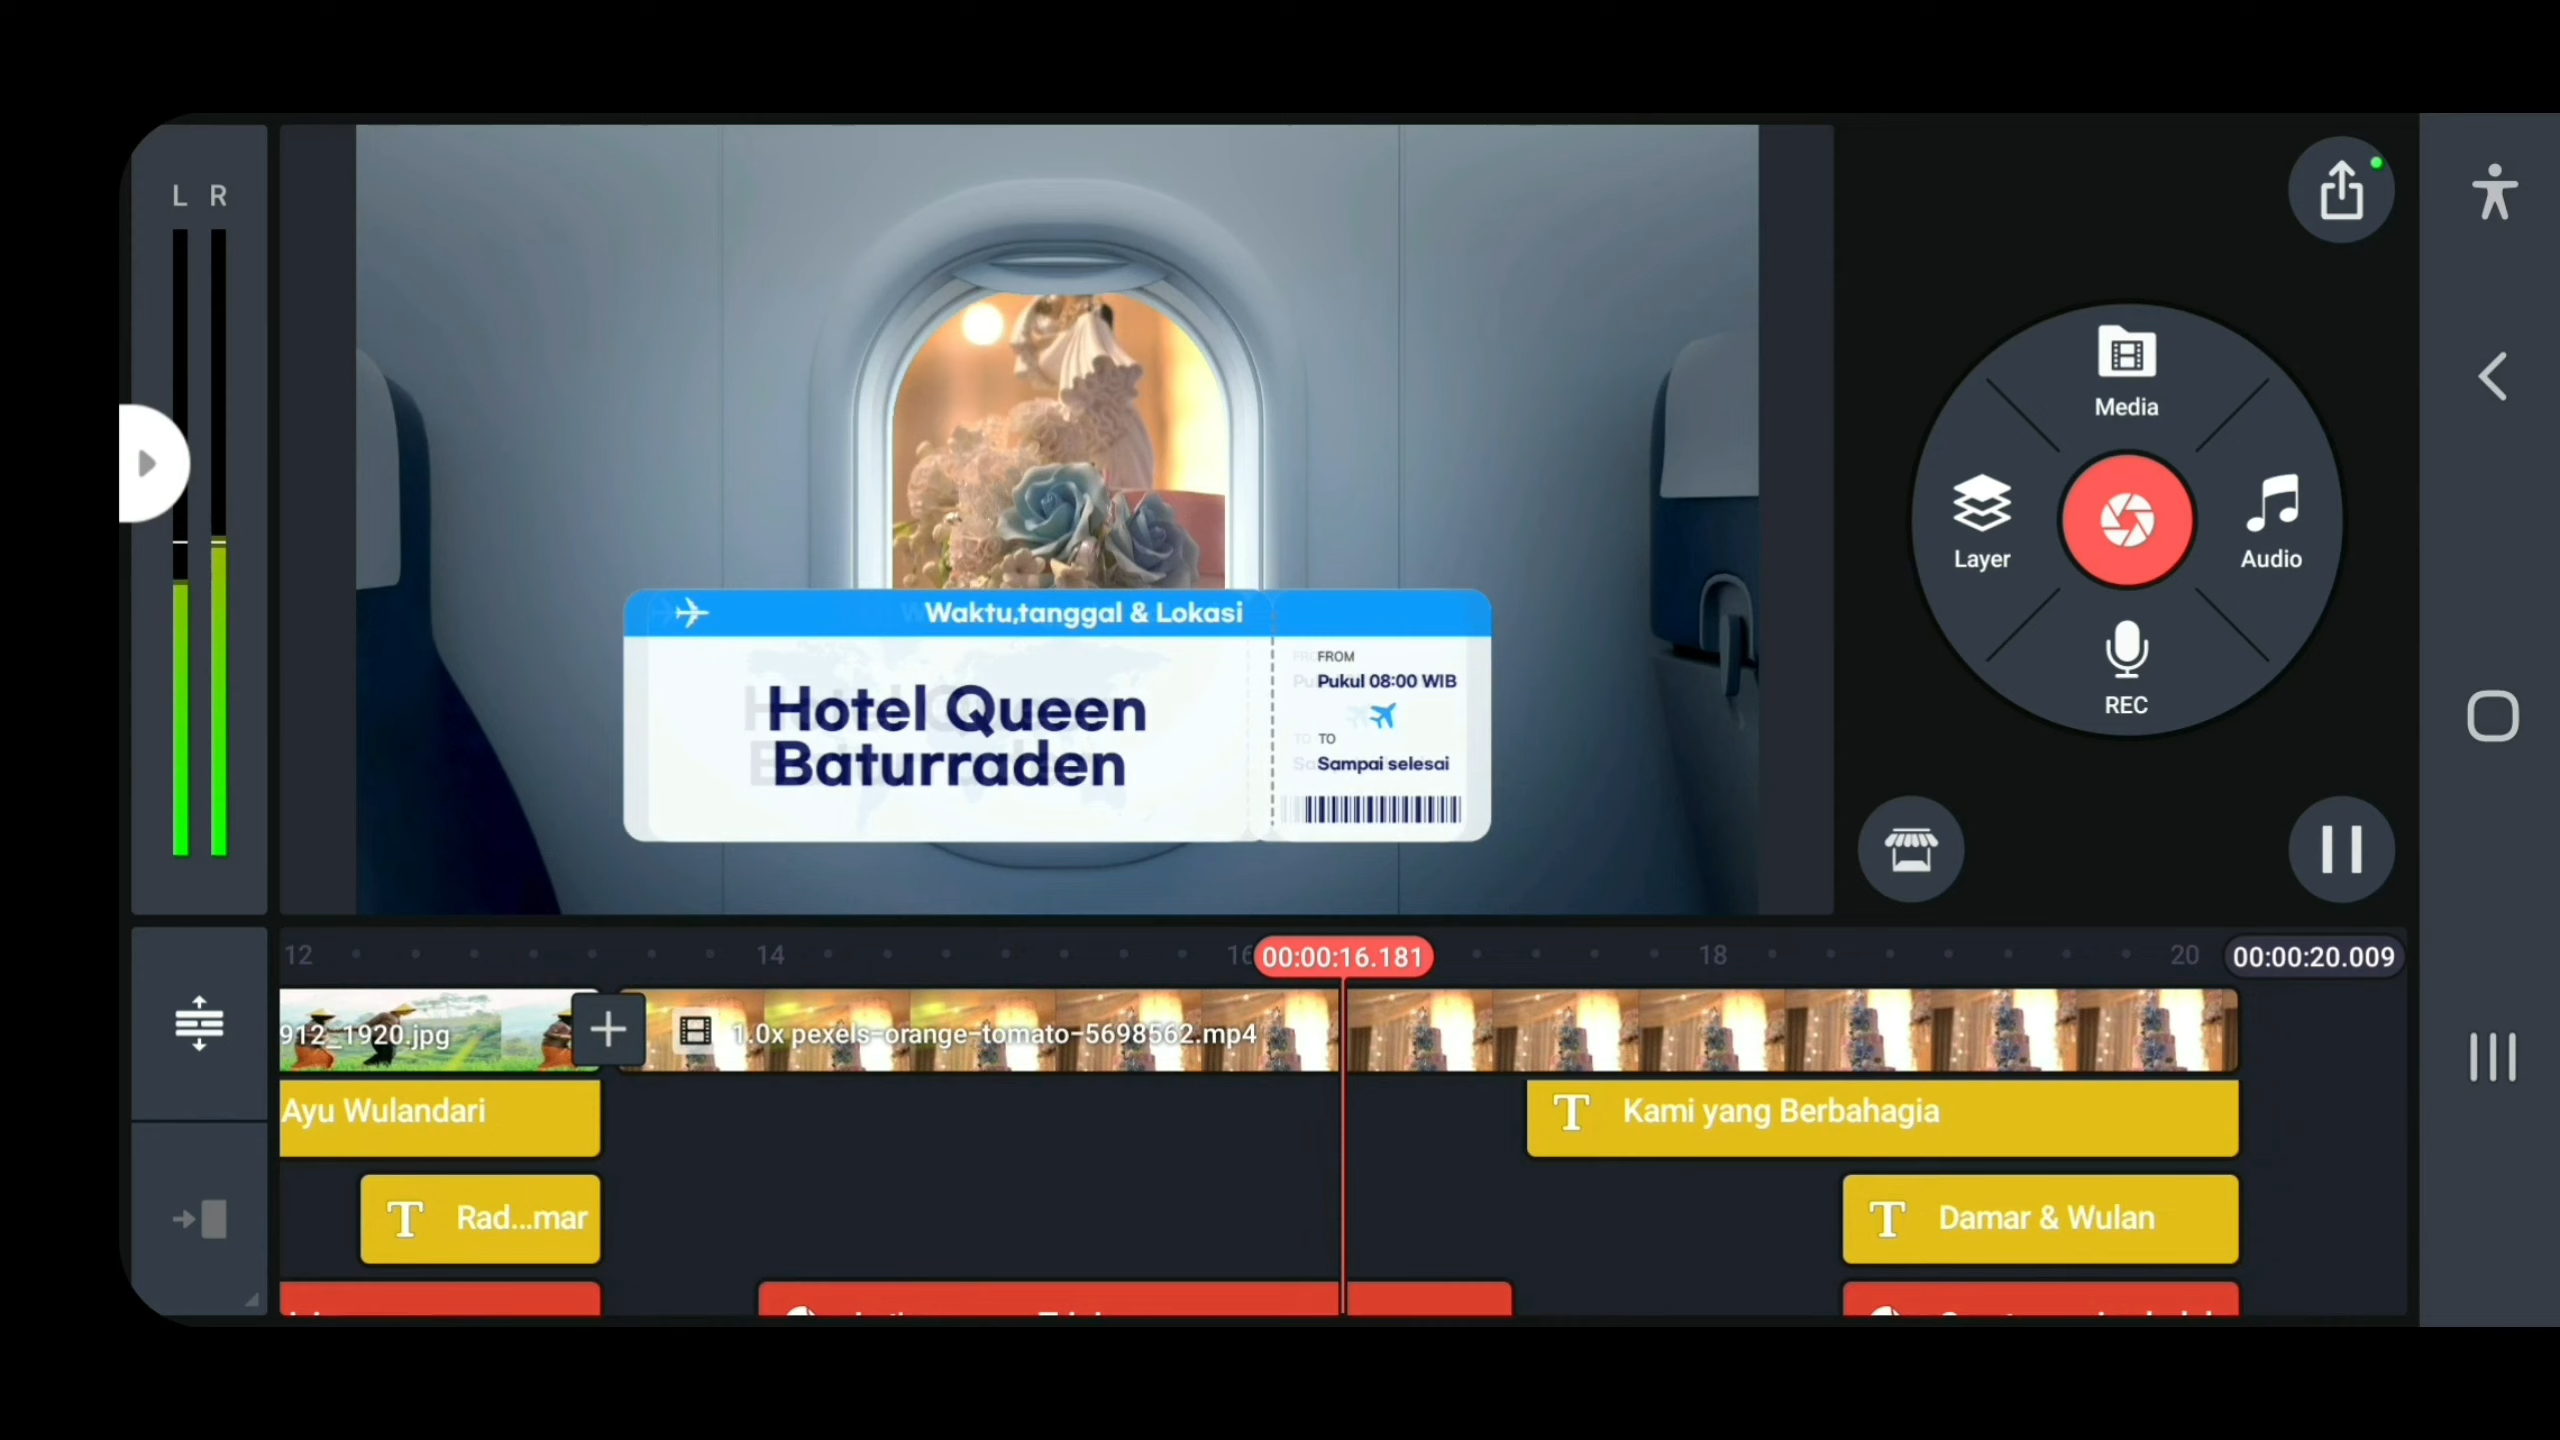 L R
Waktu,tanggal & Lokasi
Hotel Queen
Baturraden
FROM
Pukul 08:00 WIB
TO
Sampai selesai
Media
Layer
Audio
REC
12
14
16
00:00:16.181
18
20
00:00:20.009
912_1920.jpg
1.0x pexels-orange-tomato-5698562.mp4
Ayu Wulandari
Kami yang Berbahagia
Rad...mar
Damar & Wulan